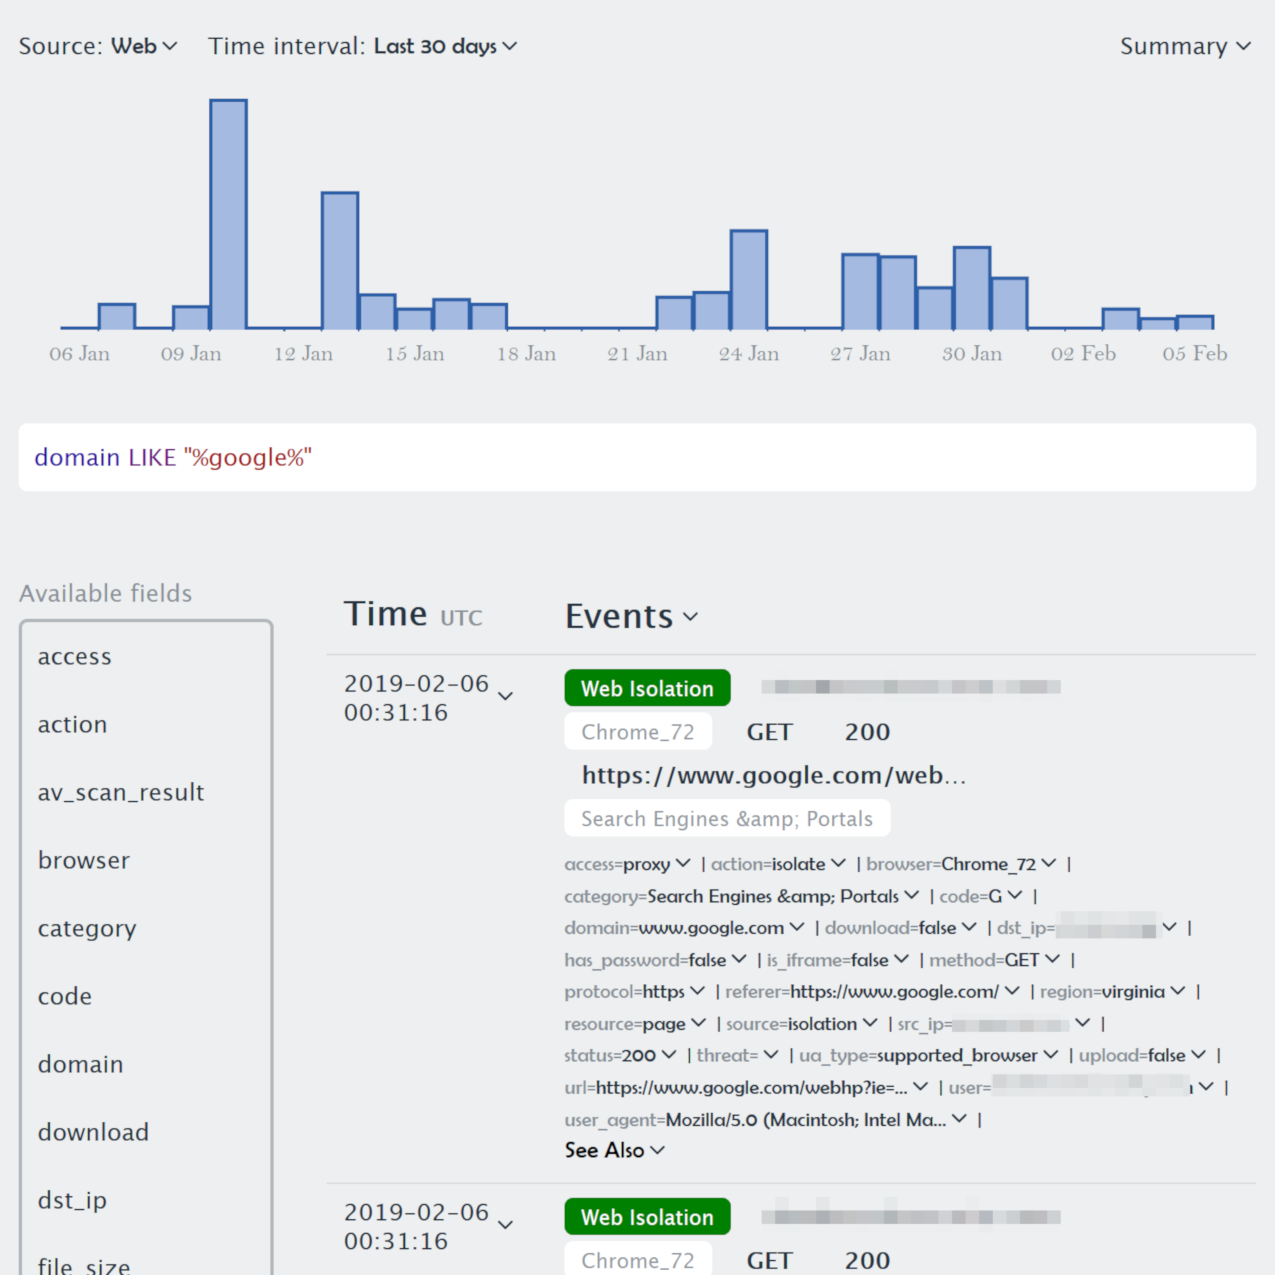 Source: Web Time interval: Last 30 days Summary
06 Jan 09 Jan 12 Jan 15 Jan 18 Jan 21 Jan 24 Jan 27 Jan 30 Jan 02 Feb 05 Feb
domain LIKE "%google%"
Available fields
access
action
av_scan_result
browser
category
code
domain
download
dst_ip
file_size
Time UTC Events
2019-02-06
00:31:16
Web Isolation
Chrome_72 GET 200
https://www.google.com/web...
Search Engines &amp; Portals
access=proxy | action=isolate | browser=Chrome_72 |
category=Search Engines &amp; Portals | code=G |
domain=www.google.com | download=false | dst_ip= |
has_password=false | is_iframe=false | method=GET |
protocol=https | referer=https://www.google.com/ | region=virginia |
resource=page | source=isolation | src_ip= |
status=200 | threat= | ua_type=supported_browser | upload=false |
url=https://www.google.com/webhp?ie=... | user= |
user_agent=Mozilla/5.0 (Macintosh; Intel Ma... |
See Also
2019-02-06
00:31:16
Web Isolation
Chrome_72 GET 200